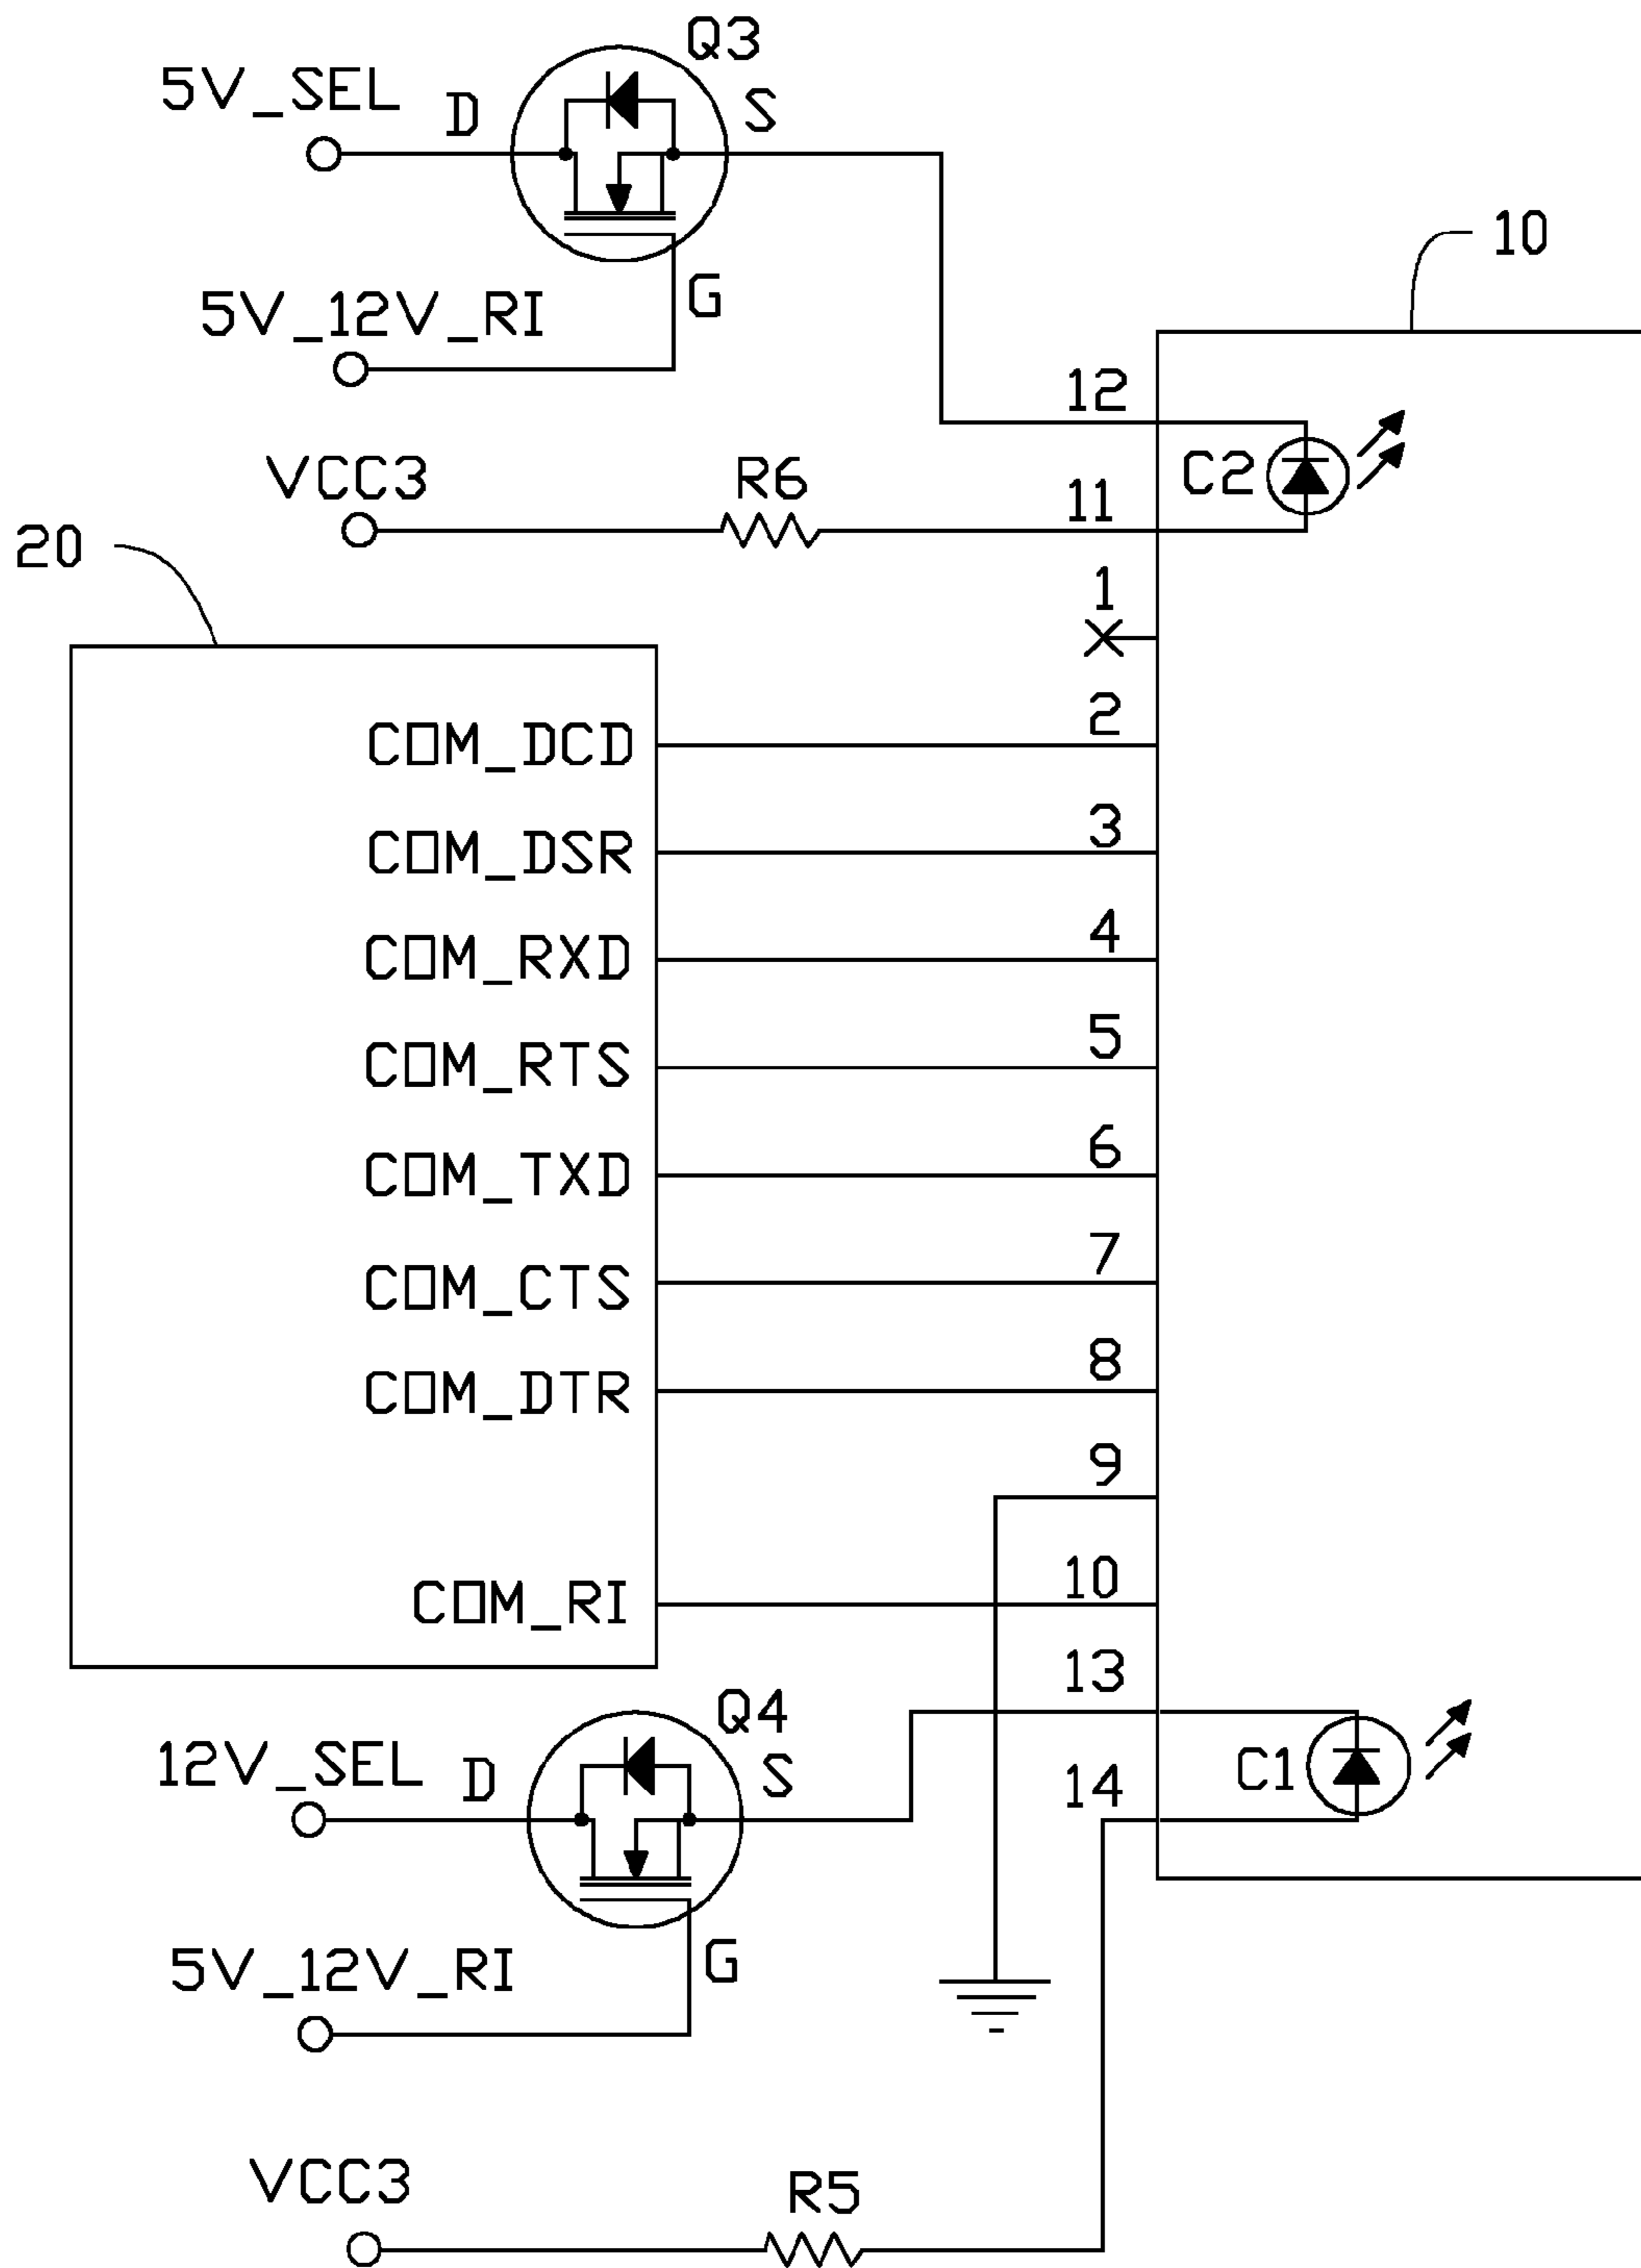 Q3
5V_SEL
D
S
10
5V_12V_RI
G
12
C2
VCC3
R6
11
20
1
COM_DCD
2
COM_DSR
3
COM_RXD
4
COM_RTS
5
COM_TXD
6
COM_CTS
7
COM_DTR
8
9
COM_RI
10
13
Q4
12V_SEL
D
S
C1
14
5V_12V_RI
G
VCC3
R5